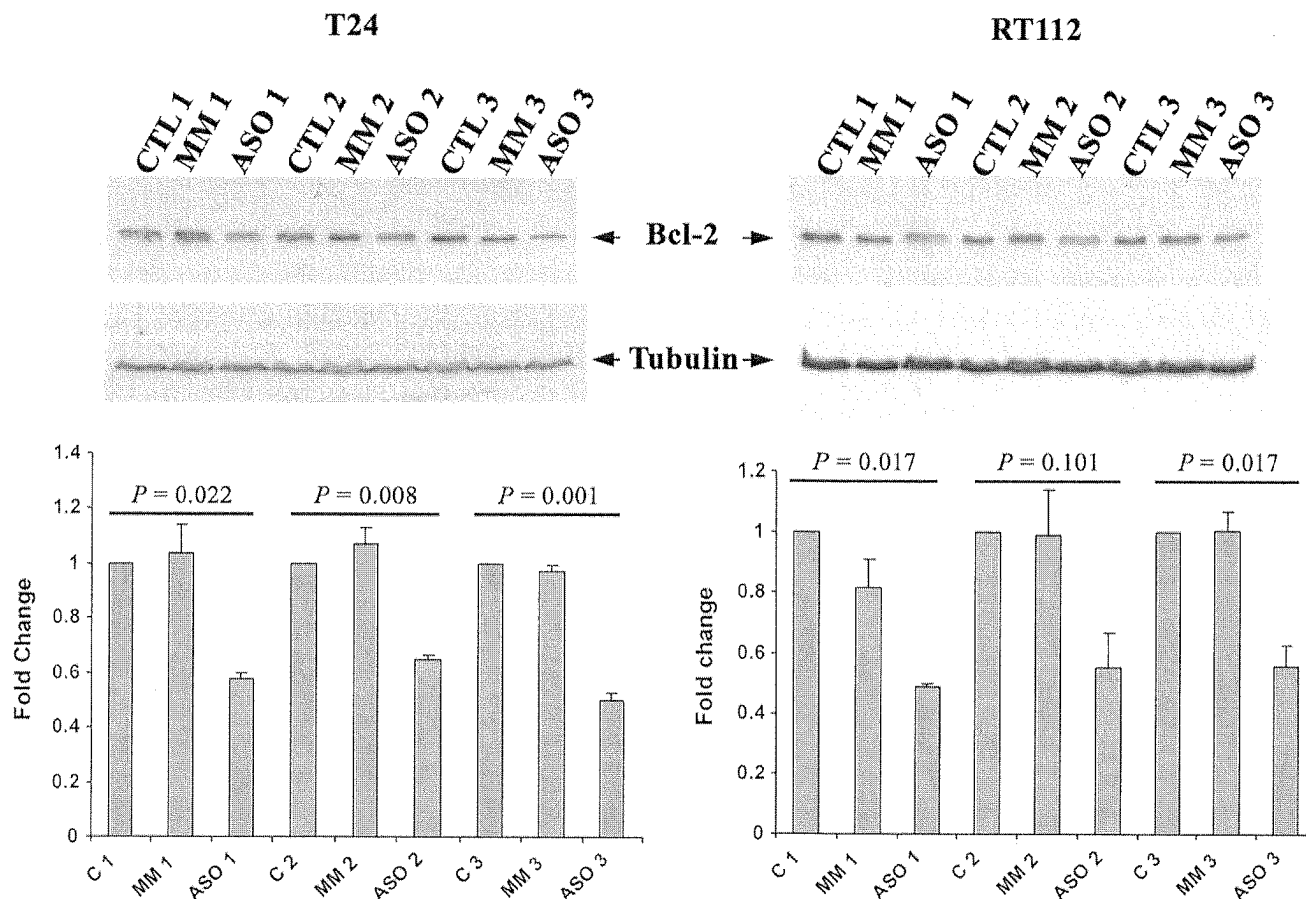 T24
RT112
CTL 1 MM 1 ASO 1 CTL 2 MM 2 ASO 2 CTL 3 MM 3 ASO 3
CTL 1 MM 1 ASO 1 CTL 2 MM 2 ASO 2 CTL 3 MM 3 ASO 3
Bcl-2
Tubulin
Fold Change
1.4
1.2
1
0.8
0.6
0.4
0.2
0
P = 0.022
P = 0.008
P = 0.001
C 1 MM 1 ASO 1 C 2 MM 2 ASO 2 C 3 MM 3 ASO 3
Fold change
1.2
1
0.8
0.6
0.4
0.2
0
P = 0.017
P = 0.101
P = 0.017
C 1 MM 1 ASO 1 C 2 MM 2 ASO 2 C 3 MM 3 ASO 3